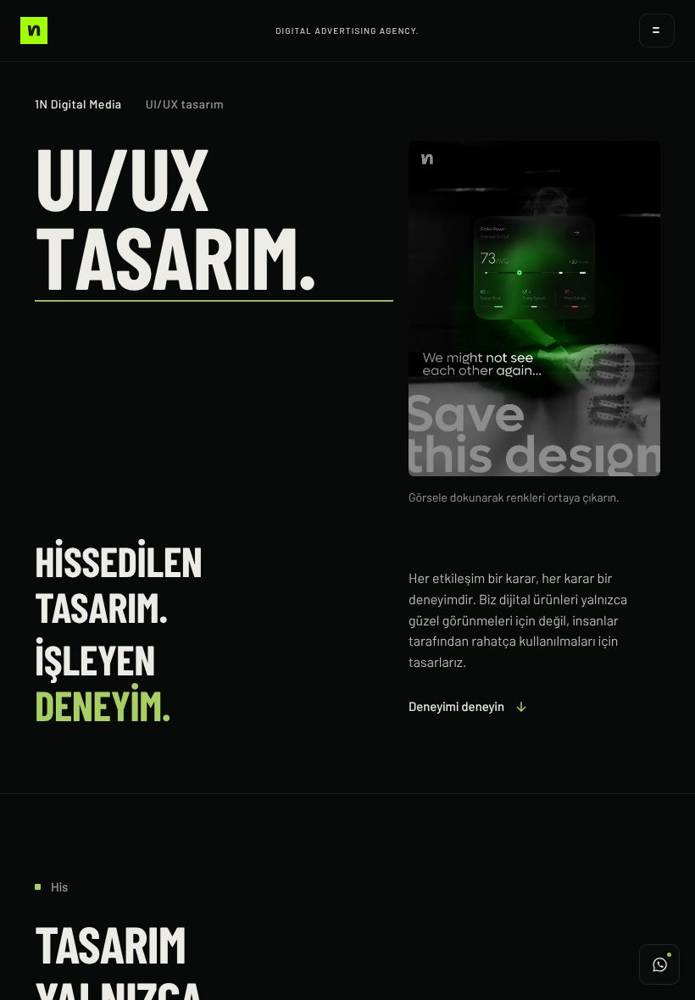 DIGITAL ADVERTISING AGENCY.
1N Digital Media
UI/UX tasarım
UI/UX
TASARIM.
73
We might not see
each other again...
Save
this design
Görsele dokunarak renkleri ortaya çıkarın.
HİSSEDİLEN
TASARIM.
İŞLEYEN
DENEYİM.
Her etkileşim bir karar, her karar bir
deneyimdir. Biz dijital ürünleri yalnızca
güzel görünmeleri için değil, insanlar
tarafından rahatça kullanılmaları için
tasarlarız.
Deneyimi deneyin
His
TASARIM
YALNIZCA